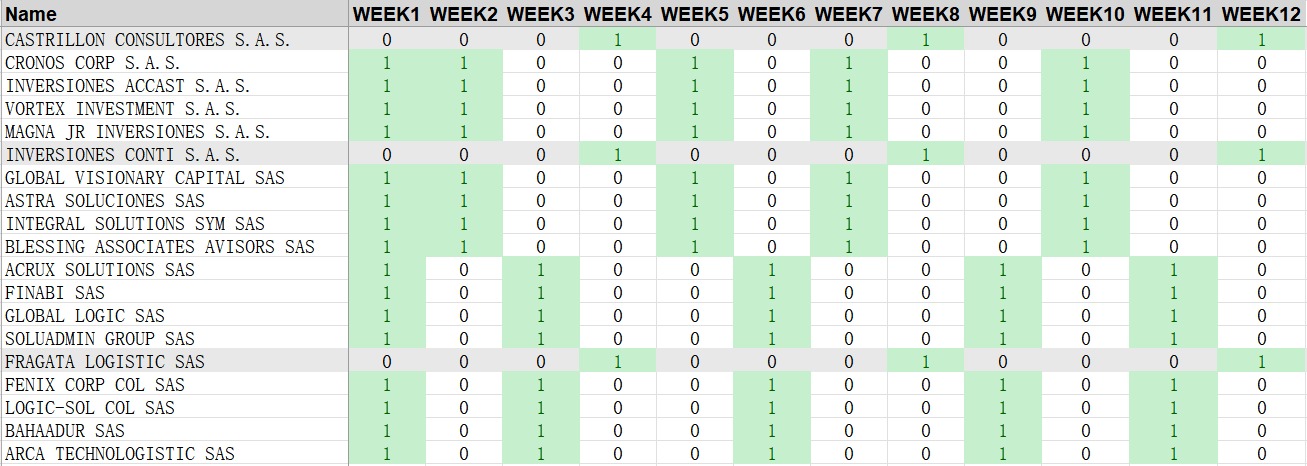 Name WEEK1 WEEK2 WEEK3 WEEK4 WEEK5 WEEK6 WEEK7 WEEK8 WEEK9 WEEK10 WEEK11 WEEK12
CASTRILLON CONSULTORES S.A.S. 0 0 0 1 0 0 0 1 0 0 0 1
CRONOS CORP S.A.S. 1 1 0 0 1 0 1 0 0 1 0 0
INVERSIONES ACCAST S.A.S. 1 1 0 0 1 0 1 0 0 1 0 0
VORTEX INVESTMENT S.A.S. 1 1 0 0 1 0 1 0 0 1 0 0
MAGNA JR INVERSIONES S.A.S. 1 1 0 0 1 0 1 0 0 1 0 0
INVERSIONES CONTI S.A.S. 0 0 0 1 0 0 0 1 0 0 0 1
GLOBAL VISIONARY CAPITAL SAS 1 1 0 0 1 0 1 0 0 1 0 0
ASTRA SOLUCIONES SAS 1 1 0 0 1 0 1 0 0 1 0 0
INTEGRAL SOLUTIONS SYM SAS 1 1 0 0 1 0 1 0 0 1 0 0
BLESSING ASSOCIATES AVISORS SAS 1 1 0 0 1 0 1 0 0 1 0 0
ACRUX SOLUTIONS SAS 1 0 1 0 0 1 0 0 1 0 1 0
FINABI SAS 1 0 1 0 0 1 0 0 1 0 1 0
GLOBAL LOGIC SAS 1 0 1 0 0 1 0 0 1 0 1 0
SOLUADMIN GROUP SAS 1 0 1 0 0 1 0 0 1 0 1 0
FRAGATA LOGISTIC SAS 0 0 0 1 0 0 0 1 0 0 0 1
FENIX CORP COL SAS 1 0 1 0 0 1 0 0 1 0 1 0
LOGIC-SOL COL SAS 1 0 1 0 0 1 0 0 1 0 1 0
BAHAADUR SAS 1 0 1 0 0 1 0 0 1 0 1 0
ARCA TECHNOLOGISTIC SAS 1 0 1 0 0 1 0 0 1 0 1 0